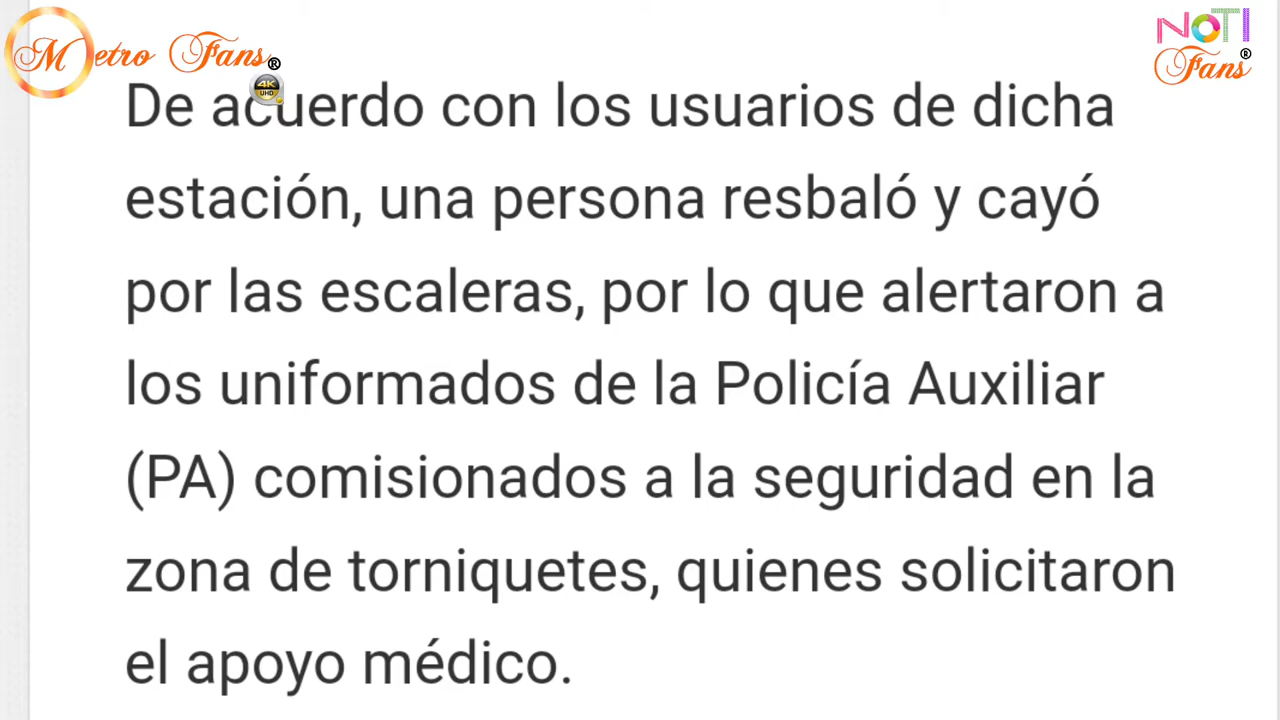 Metro Fans®
4K
UHD
NOTI
Fans®
De acuerdo con los usuarios de dicha
estación, una persona resbaló y cayó
por las escaleras, por lo que alertaron a
los uniformados de la Policía Auxiliar
(PA) comisionados a la seguridad en la
zona de torniquetes, quienes solicitaron
el apoyo médico.